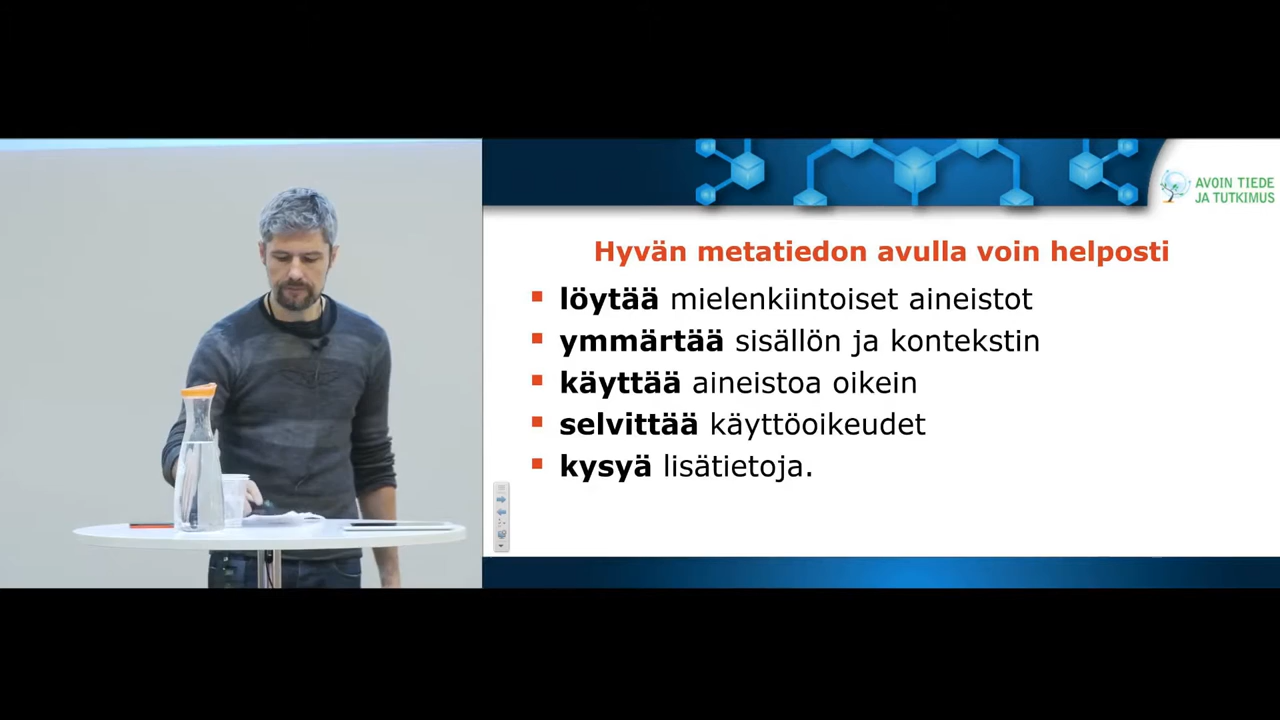 AVOIN TIEDE
JA TUTKIMUS
Hyvän metatiedon avulla voin helposti
löytää mielenkiintoiset aineistot
ymmärtää sisällön ja kontekstin
käyttää aineistoa oikein
selvittää käyttöoikeudet
kysyä lisätietoja.